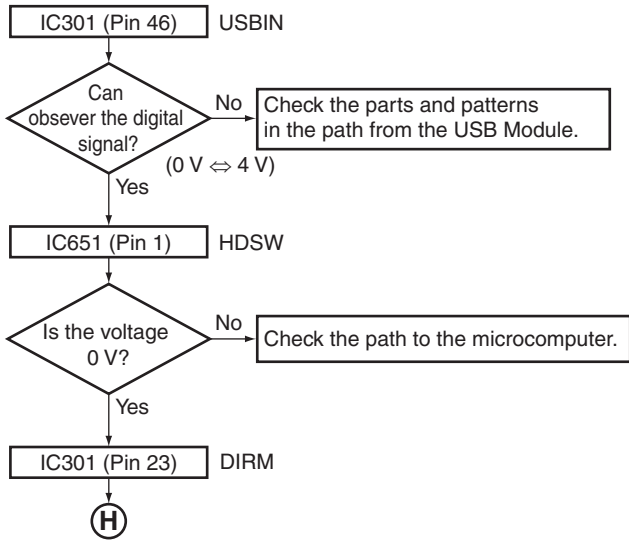 IC301 (Pin 46) USBIN
Can
obsever the digital
signal?
No
Check the parts and patterns
in the path from the USB Module.
(0 V ⇔ 4 V)
Yes
IC651 (Pin 1) HDSW
Is the voltage
0 V?
No
Check the path to the microcomputer.
Yes
IC301 (Pin 23) DIRM
H